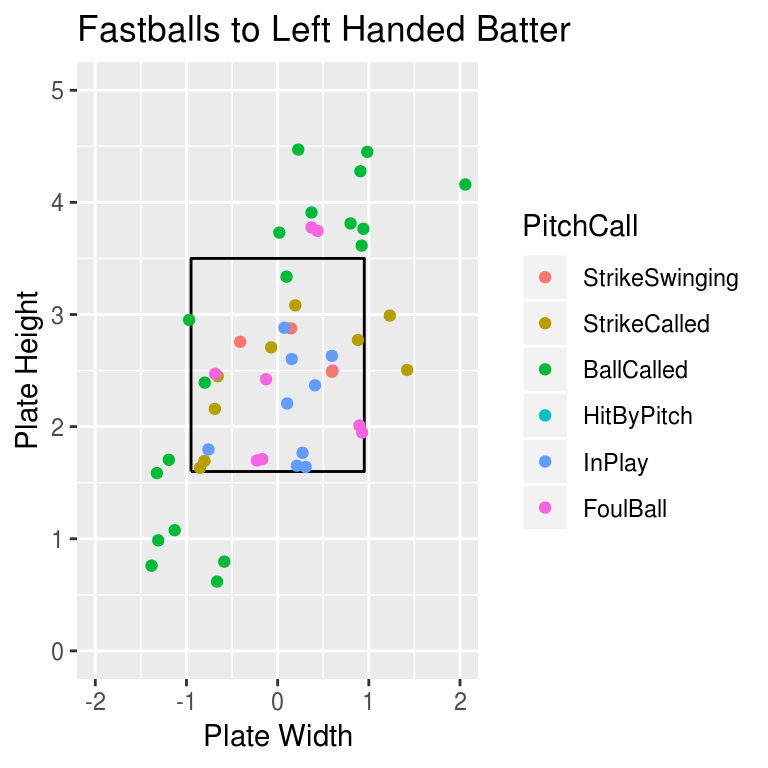 Fastballs to Left Handed Batter
5
4
3
2
1
0
Plate Height
-2 -1 0 1 2
Plate Width
PitchCall
StrikeSwinging
StrikeCalled
BallCalled
HitByPitch
InPlay
FoulBall